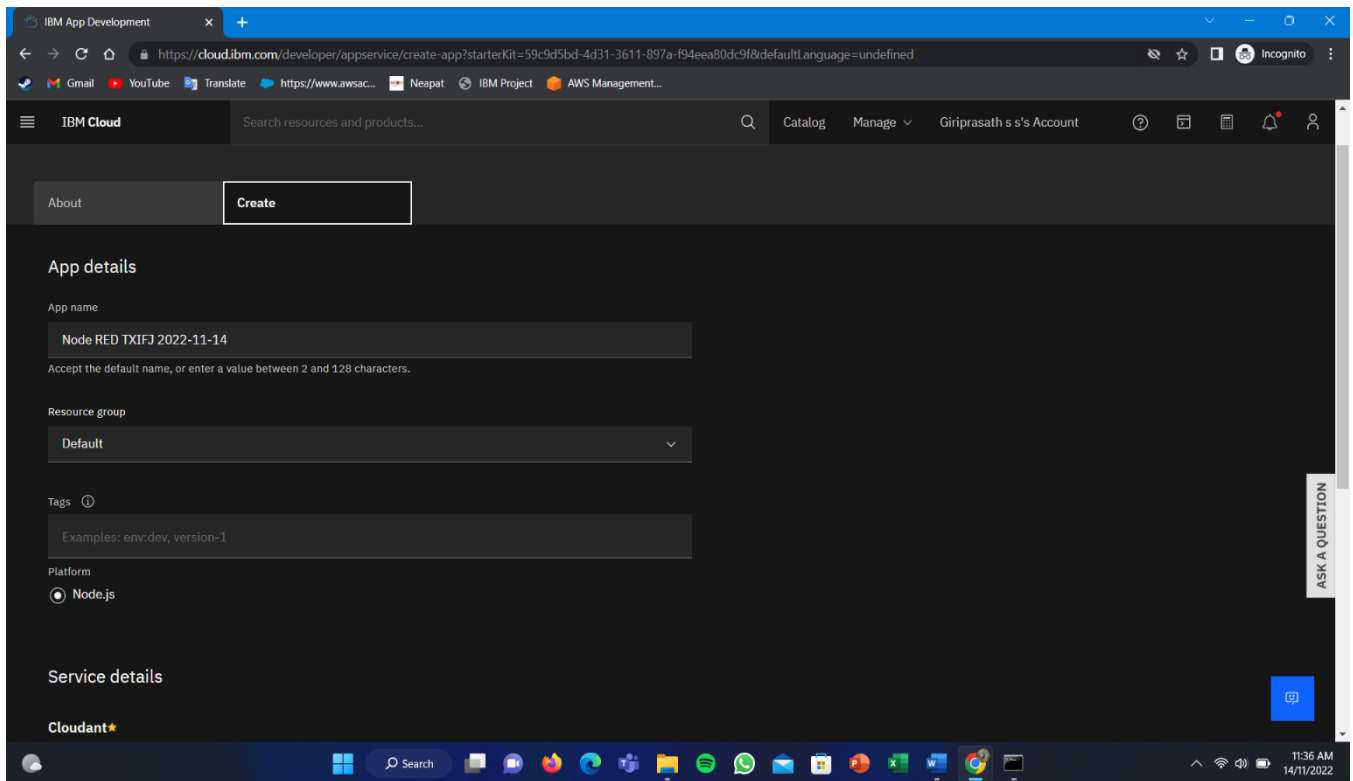 IBM App Development
https://cloud.ibm.com/developer/appservice/create-app?starterKit=59c9d5bd-4d31-3611-897a-f94eea80dc9f&defaultLanguage=undefined
Incognito
Gmail YouTube Translate https://www.awsac... Neapat IBM Project AWS Management...
IBM Cloud Search resources and products... Catalog Manage Giriprasath s s's Account
About Create
App details
App name
Node RED TXIFJ 2022-11-14
Accept the default name, or enter a value between 2 and 128 characters.
Resource group
Default
Tags
Examples: env:dev, version-1
Platform
Node.js
ASK A QUESTION
Service details
Cloudant
Search
11:36 AM
14/11/2022